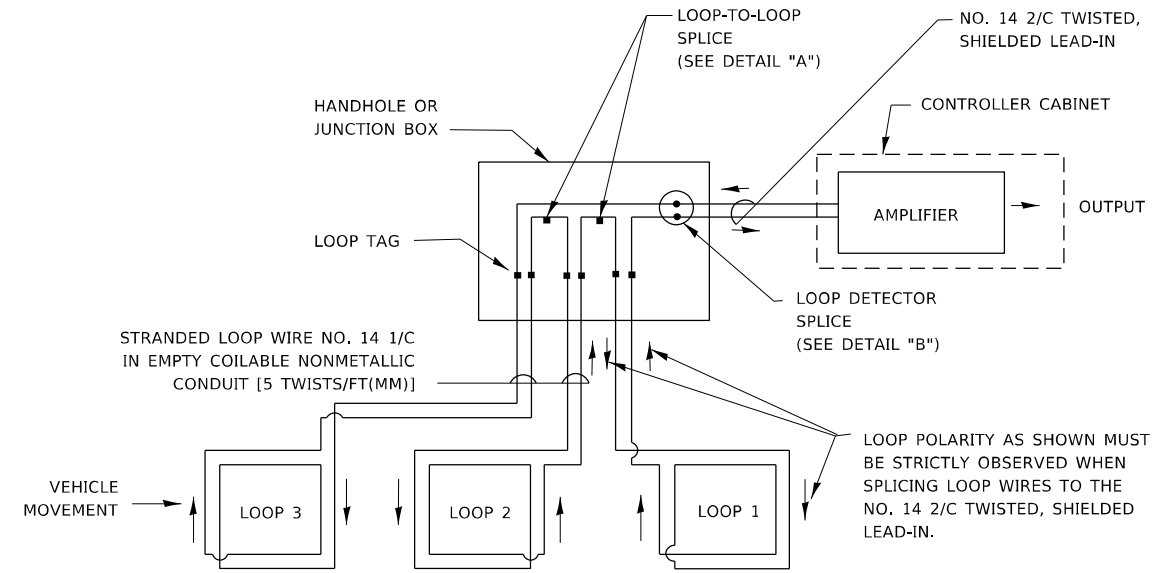 LOOP-TO-LOOP
SPLICE
(SEE DETAIL "A")
NO. 14 2/C TWISTED,
SHIELDED LEAD-IN
HANDHOLE OR
JUNCTION BOX
CONTROLLER CABINET
AMPLIFIER
OUTPUT
LOOP TAG
LOOP DETECTOR
SPLICE
(SEE DETAIL "B")
STRANDED LOOP WIRE NO. 14 1/C
IN EMPTY COILABLE NONMETALLIC
CONDUIT [5 TWISTS/FT(MM)]
LOOP POLARITY AS SHOWN MUST
BE STRICTLY OBSERVED WHEN
SPLICING LOOP WIRES TO THE
NO. 14 2/C TWISTED, SHIELDED
LEAD-IN.
VEHICLE
MOVEMENT
LOOP 3
LOOP 2
LOOP 1